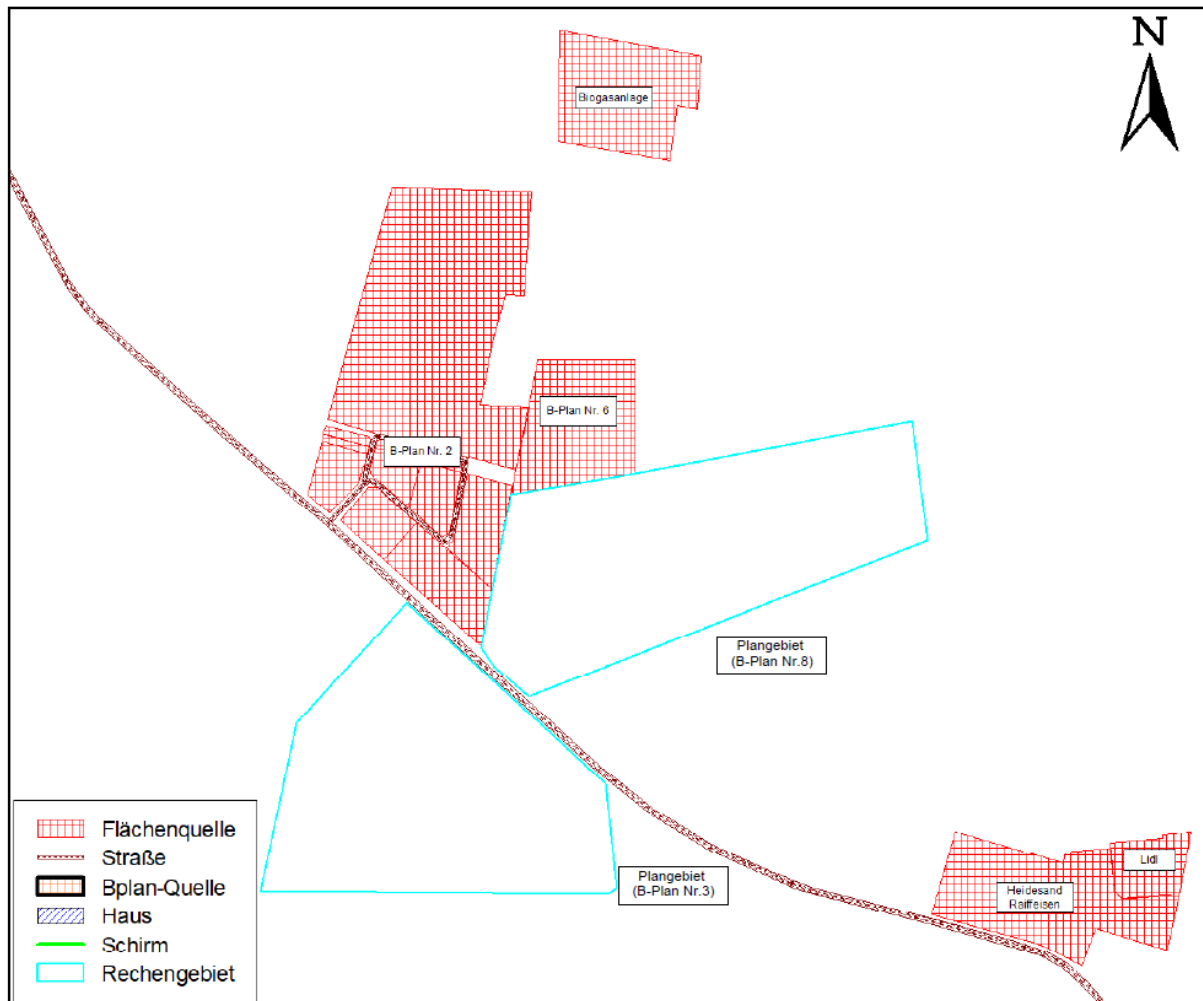 N
Biogasanlage
B-Plan Nr. 6
B-Plan Nr. 2
Plangebiet
(B-Plan Nr.8)
Plangebiet
(B-Plan Nr.3)
Lidl
Heidesand
Raiffeisen
Flächenquelle
Straße
Bplan-Quelle
Haus
Schirm
Rechengebiet